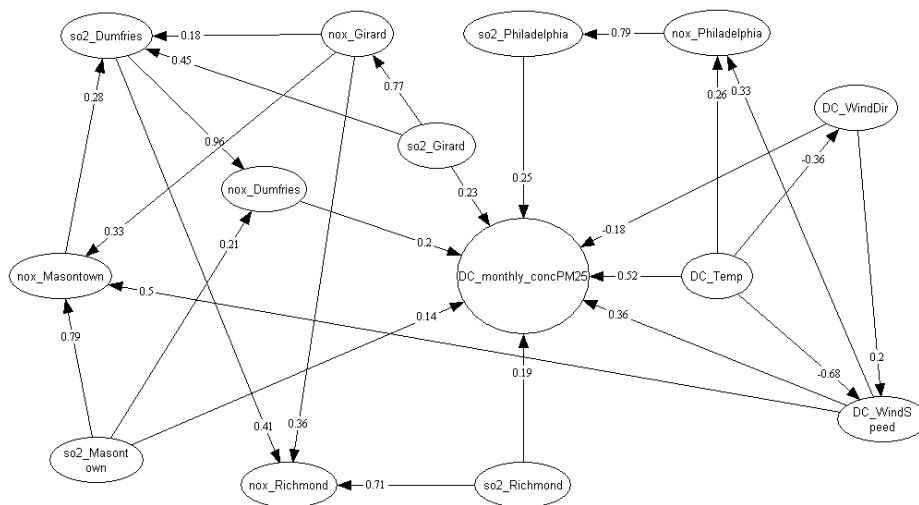 nox_Girard
so2_Philadelphia
nox_Philadelphia
so2_Dumfries
0.18
0.79
0.45
0.77
0.26
0.33
0.28
DC_WindDir
0.96
so2_Girard
-0.36
0.25
nox_Dumfries
0.23
-0.18
0.33
0.21
0.2
nox_Masontown
0.5
DC_monthly_concPM25
0.52
DC_Temp
0.14
0.36
0.79
0.19
-0.68
0.2
0.41
0.36
DC_WindS
peed
so2_Masont
own
nox_Richmond
0.71
so2_Richmond